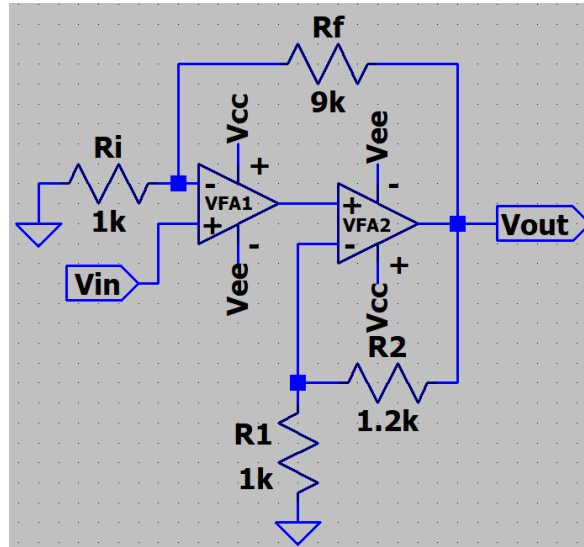 Rf
9k
Vcc
+
Vee
-
Ri
1k
-
VFA1
+
-
Vee
+
VFA2
-
+
Vcc
Vin
Vout
R2
1.2k
R1
1k